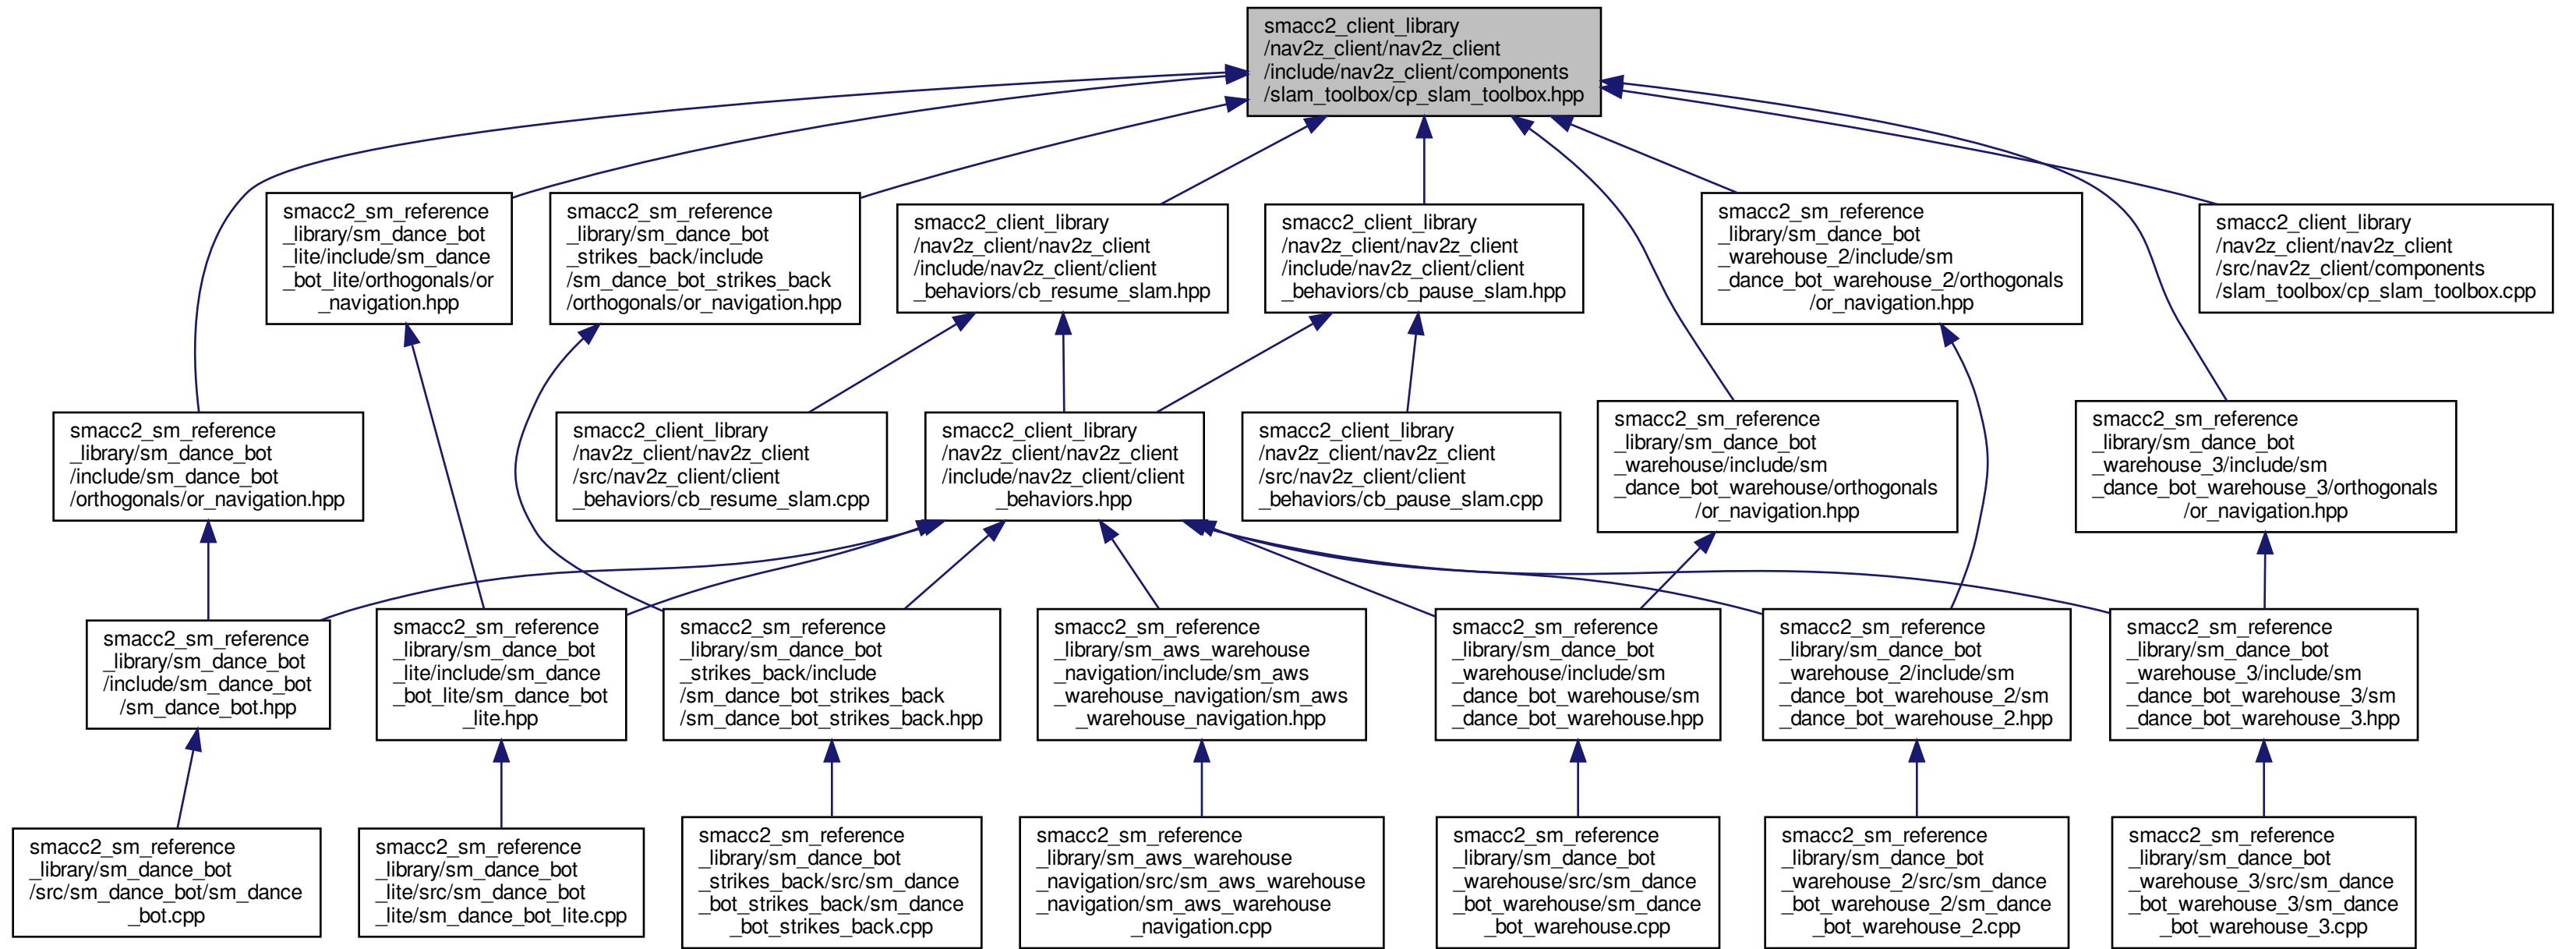 smacc2_client_library
/nav2z_client/nav2z_client
/include/nav2z_client/components
/slam_toolbox/cp_slam_toolbox.hpp
smacc2_sm_reference
_library/sm_dance_bot
_lite/include/sm_dance
_bot_lite/orthogonals/or
_navigation.hpp
smacc2_sm_reference
_library/sm_dance_bot
_strikes_back/include
/sm_dance_bot_strikes_back
/orthogonals/or_navigation.hpp
smacc2_client_library
/nav2z_client/nav2z_client
/include/nav2z_client/client
_behaviors/cb_resume_slam.hpp
smacc2_client_library
/nav2z_client/nav2z_client
/include/nav2z_client/client
_behaviors/cb_pause_slam.hpp
smacc2_sm_reference
_library/sm_dance_bot
_warehouse_2/include/sm
_dance_bot_warehouse_2/orthogonals
/or_navigation.hpp
smacc2_client_library
/nav2z_client/nav2z_client
/src/nav2z_client/components
/slam_toolbox/cp_slam_toolbox.cpp
smacc2_sm_reference
_library/sm_dance_bot
/include/sm_dance_bot
/orthogonals/or_navigation.hpp
smacc2_client_library
/nav2z_client/nav2z_client
/src/nav2z_client/client
_behaviors/cb_resume_slam.cpp
smacc2_client_library
/nav2z_client/nav2z_client
/include/nav2z_client/client
_behaviors.hpp
smacc2_client_library
/nav2z_client/nav2z_client
/src/nav2z_client/client
_behaviors/cb_pause_slam.cpp
smacc2_sm_reference
_library/sm_dance_bot
_warehouse/include/sm
_dance_bot_warehouse/orthogonals
/or_navigation.hpp
smacc2_sm_reference
_library/sm_dance_bot
_warehouse_3/include/sm
_dance_bot_warehouse_3/orthogonals
/or_navigation.hpp
smacc2_sm_reference
_library/sm_dance_bot
/include/sm_dance_bot
/sm_dance_bot.hpp
smacc2_sm_reference
_library/sm_dance_bot
_lite/include/sm_dance
_bot_lite/sm_dance_bot
_lite.hpp
smacc2_sm_reference
_library/sm_dance_bot
_strikes_back/include
/sm_dance_bot_strikes_back
/sm_dance_bot_strikes_back.hpp
smacc2_sm_reference
_library/sm_aws_warehouse
_navigation/include/sm_aws
_warehouse_navigation/sm_aws
_warehouse_navigation.hpp
smacc2_sm_reference
_library/sm_dance_bot
_warehouse/include/sm
_dance_bot_warehouse/sm
_dance_bot_warehouse.hpp
smacc2_sm_reference
_library/sm_dance_bot
_warehouse_2/include/sm
_dance_bot_warehouse_2/sm
_dance_bot_warehouse_2.hpp
smacc2_sm_reference
_library/sm_dance_bot
_warehouse_3/include/sm
_dance_bot_warehouse_3/sm
_dance_bot_warehouse_3.hpp
smacc2_sm_reference
_library/sm_dance_bot
/src/sm_dance_bot/sm_dance
_bot.cpp
smacc2_sm_reference
_library/sm_dance_bot
_lite/src/sm_dance_bot
_lite/sm_dance_bot_lite.cpp
smacc2_sm_reference
_library/sm_dance_bot
_strikes_back/src/sm_dance
_bot_strikes_back/sm_dance
_bot_strikes_back.cpp
smacc2_sm_reference
_library/sm_aws_warehouse
_navigation/src/sm_aws_warehouse
_navigation/sm_aws_warehouse
_navigation.cpp
smacc2_sm_reference
_library/sm_dance_bot
_warehouse/src/sm_dance
_bot_warehouse/sm_dance
_bot_warehouse.cpp
smacc2_sm_reference
_library/sm_dance_bot
_warehouse_2/src/sm_dance
_bot_warehouse_2/sm_dance
_bot_warehouse_2.cpp
smacc2_sm_reference
_library/sm_dance_bot
_warehouse_3/src/sm_dance
_bot_warehouse_3/sm_dance
_bot_warehouse_3.cpp